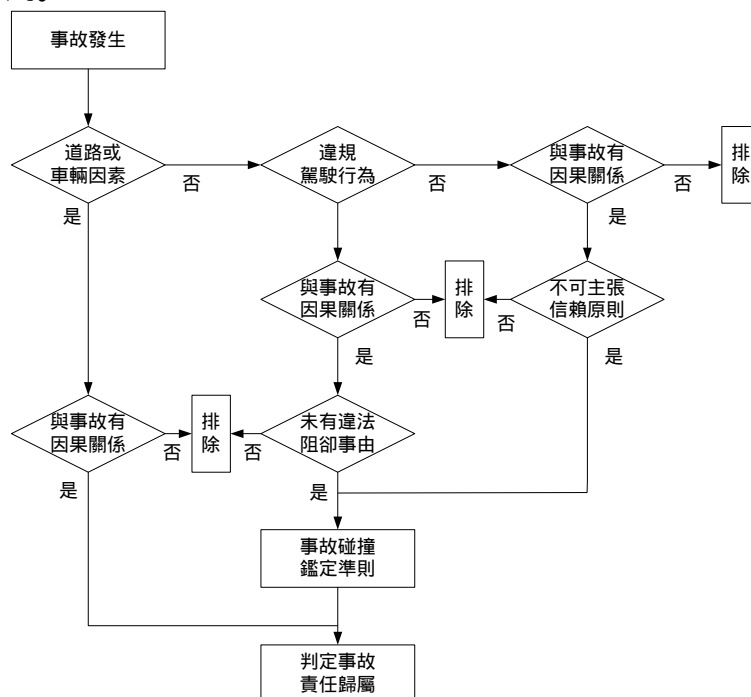 事故發生
道路或
車輛因素
否
違規
駕駛行為
否
與事故有
因果關係
否
排
除
是
是
與事故有
因果關係
否
排
除
否
不可主張
信賴原則
是
是
與事故有
因果關係
否
排
除
否
未有違法
阻卻事由
是
是
事故碰撞
鑑定準則
判定事故
責任歸屬